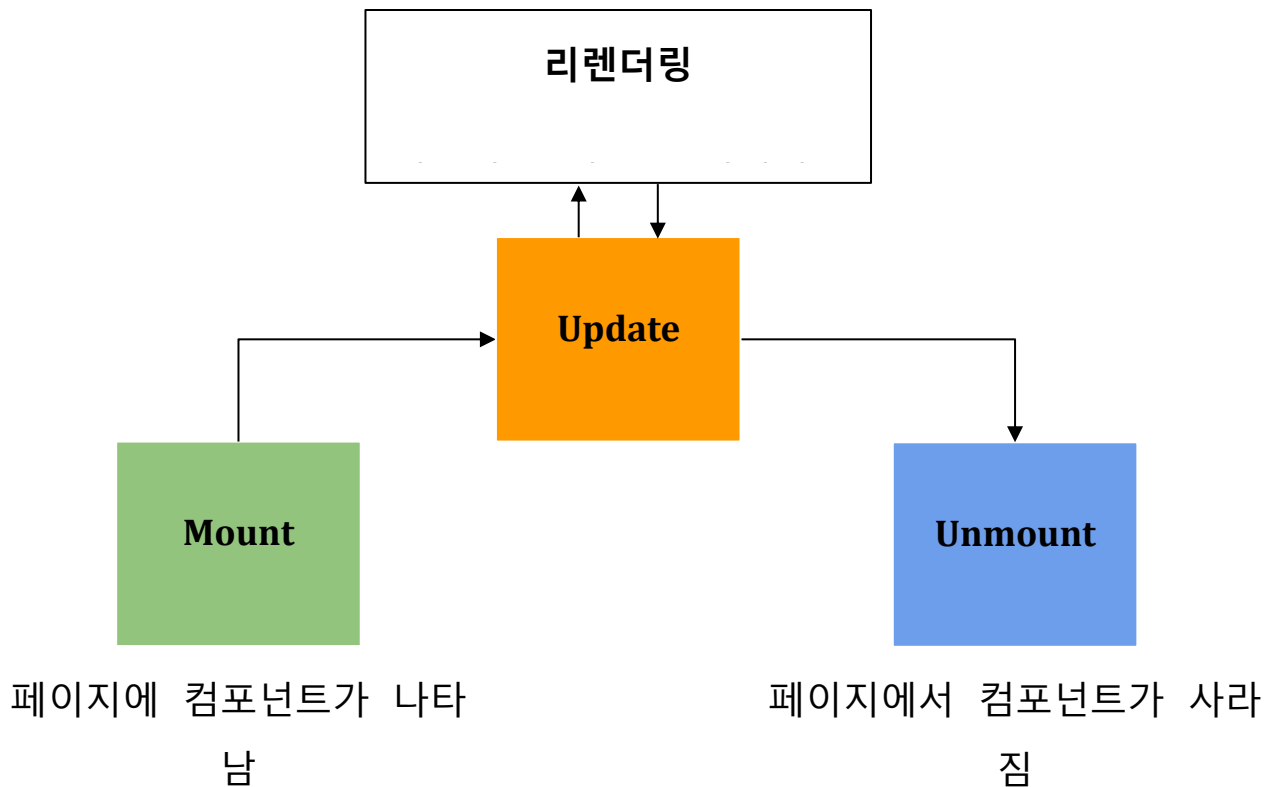 리렌더링
Update
Mount
Unmount
페이지에 컴포넌트가 나타
남
페이지에서 컴포넌트가 사라
짐